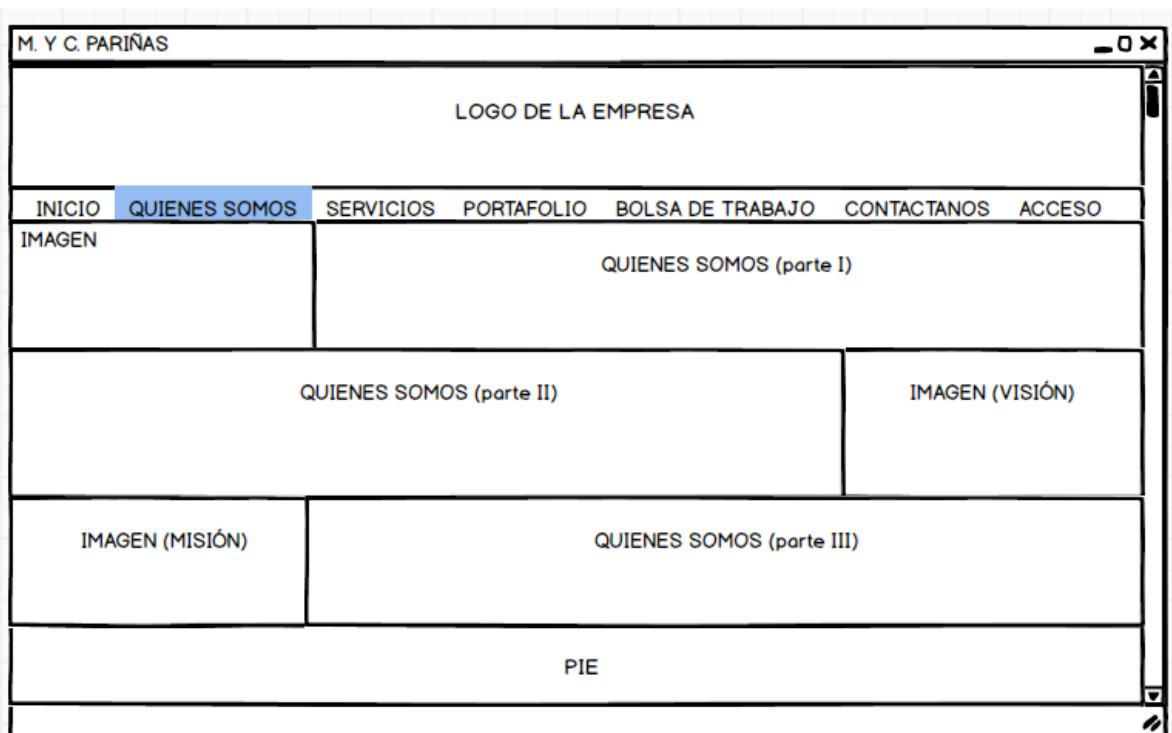 M. Y C. PARIÑAS
LOGO DE LA EMPRESA
INICIO QUIENES SOMOS SERVICIOS PORTAFOLIO BOLSA DE TRABAJO CONTACTANOS ACCESO
IMAGEN
QUIENES SOMOS (parte I)
QUIENES SOMOS (parte II)
IMAGEN (VISIÓN)
IMAGEN (MISIÓN)
QUIENES SOMOS (parte III)
PIE